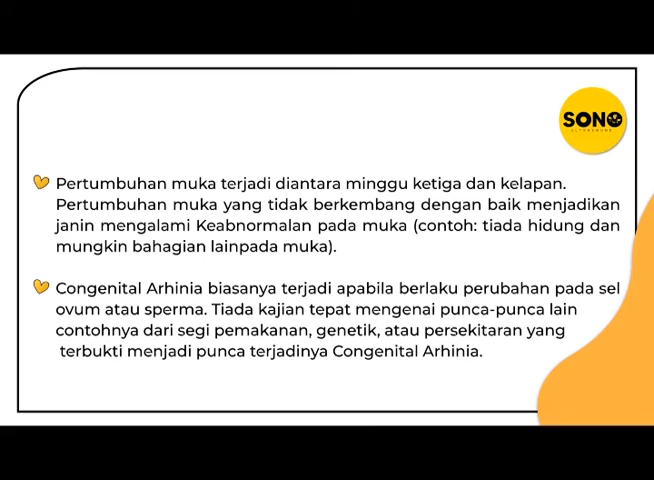 SONO
ULTRASOUND
Pertumbuhan muka terjadi diantara minggu ketiga dan kelapan.
Pertumbuhan muka yang tidak berkembang dengan baik menjadikan
janin mengalami Keabnormalan pada muka (contoh: tiada hidung dan
mungkin bahagian lainpada muka).
Congenital Arhinia biasanya terjadi apabila berlaku perubahan pada sel
ovum atau sperma. Tiada kajian tepat mengenai punca-punca lain
contohnya dari segi pemakanan, genetik, atau persekitaran yang
terbukti menjadi punca terjadinya Congenital Arhinia.